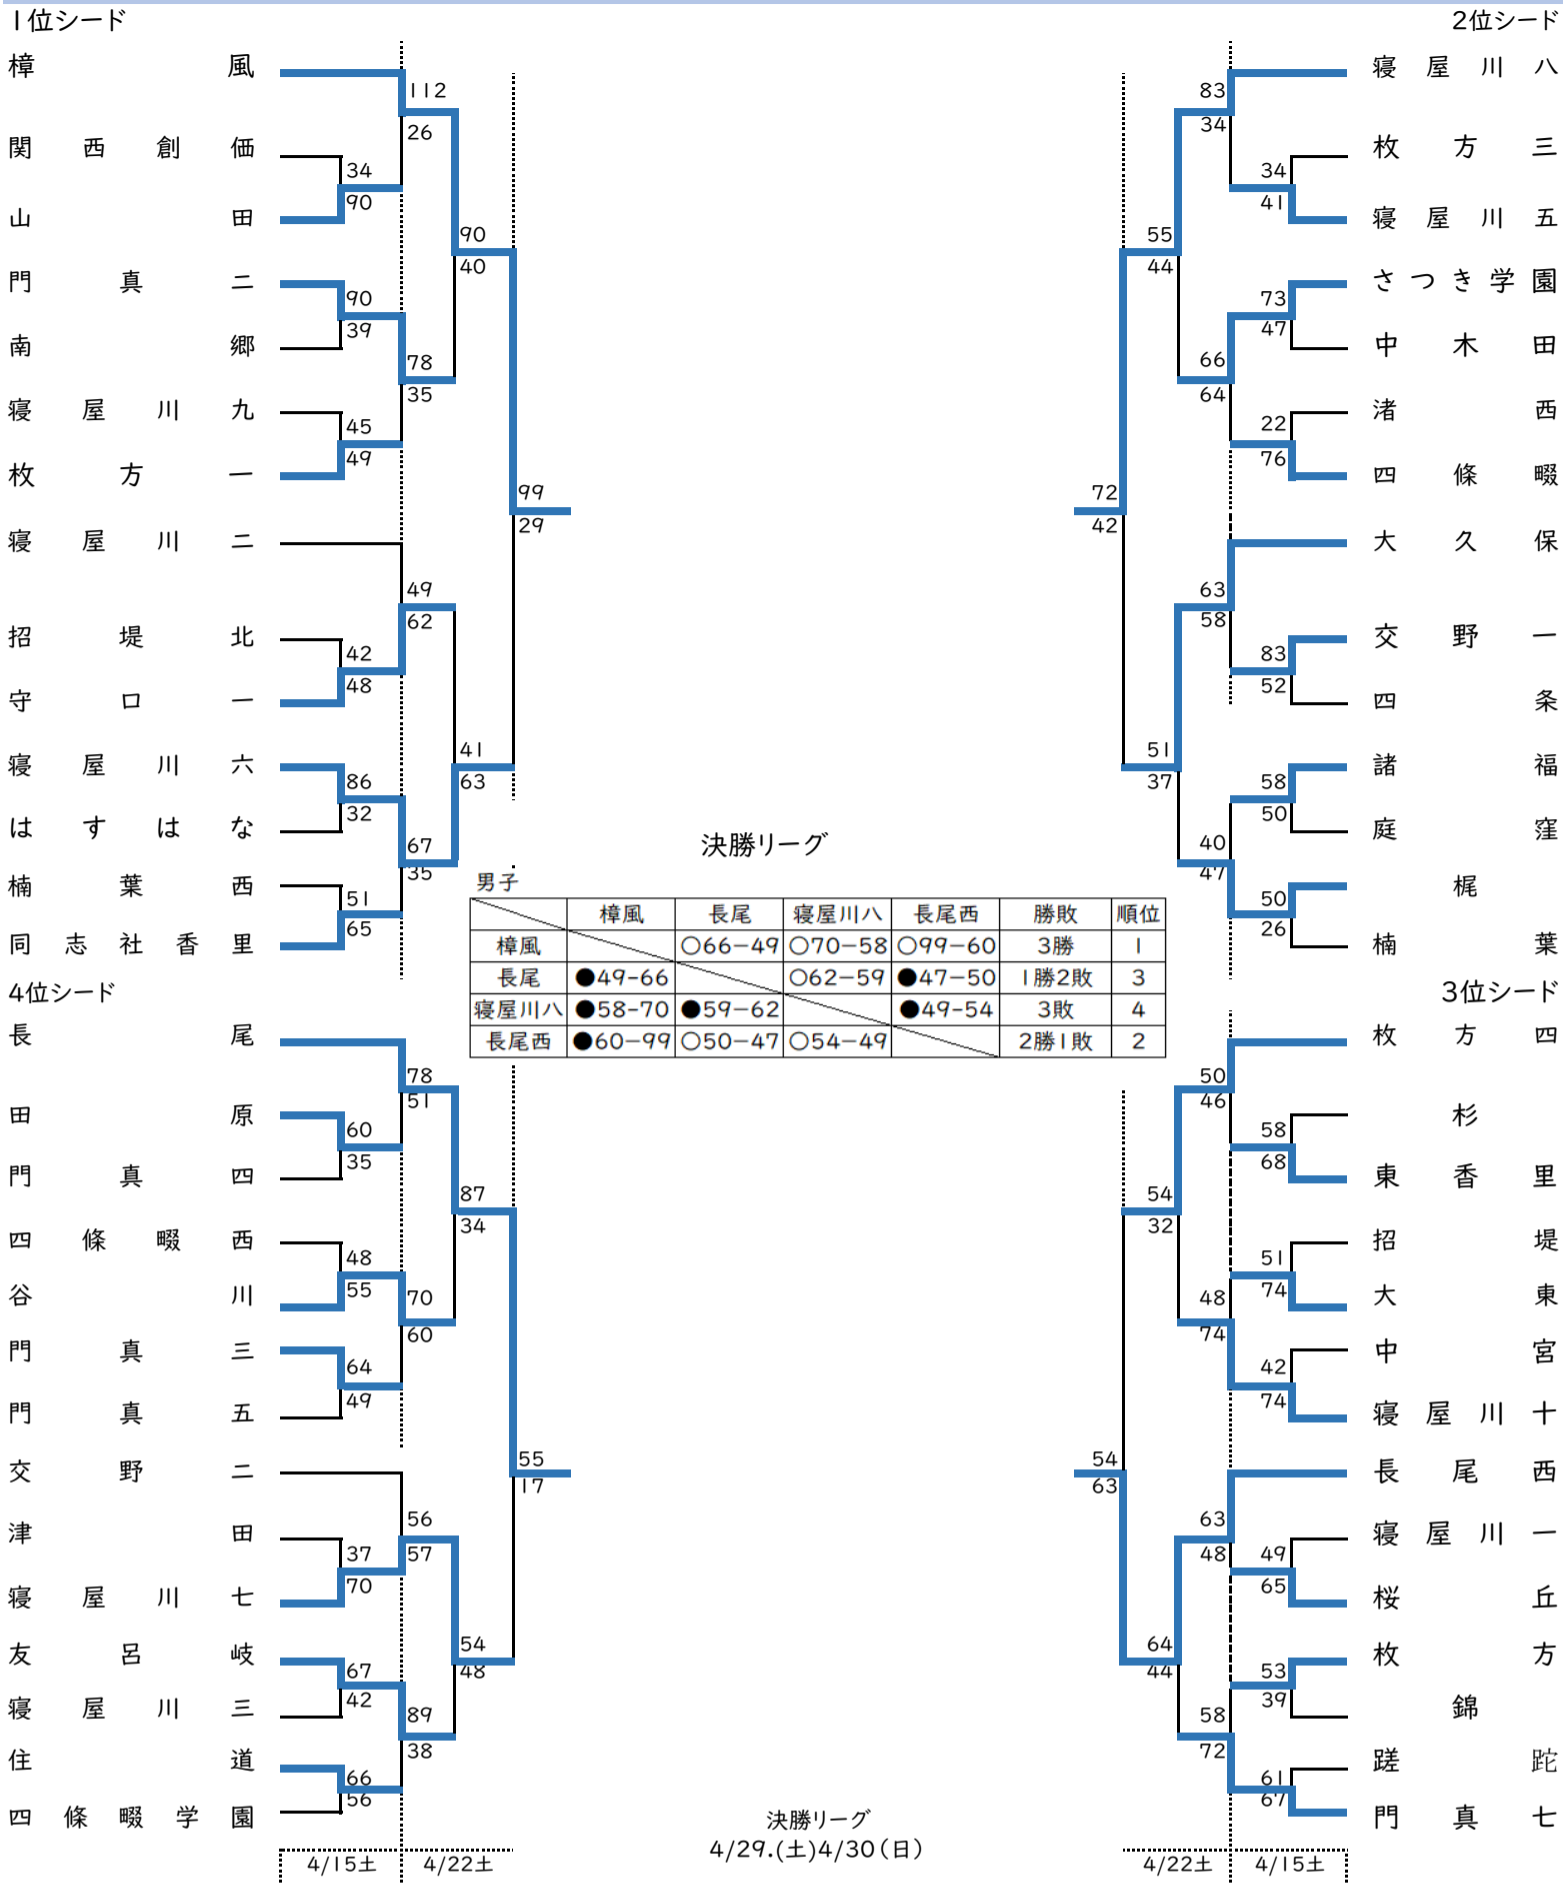 1位シード
樟風
112
26
関西創価
34
90
山田
90
40
門真二
90
39
南郷
78
35
寝屋川九
45
49
枚方一
99
29
寝屋川二
49
62
招堤北
42
48
守口一
41
63
寝屋川六
86
32
はすはな
67
35
楠葉西
51
65
同志社香里
2位シード
寝屋川八
83
34
枚方三
34
41
寝屋川五
55
44
さつき学園
73
47
中木田
66
64
渚西
22
76
四條畷
72
42
大久保
63
58
交野一
83
52
四条
51
37
諸福
58
50
庭窪
40
47
梶
50
26
楠葉
決勝リーグ
男子
樟風 長尾 寝屋川八 長尾西 勝敗 順位
樟風 ○66−49 ○70−58 ○99−60 3勝 1
長尾 ●49-66 ○62−59 ●47−50 1勝2敗 3
寝屋川八 ●58-70 ●59−62 ●49-54 3敗 4
長尾西 ●60−99 ○50−47 ○54−49 2勝1敗 2
4位シード
長尾
78
51
田原
60
35
門真四
87
34
四條畷西
48
55
谷川
70
60
門真三
64
49
門真五
55
17
交野二
56
57
津田
37
70
寝屋川七
54
48
友呂岐
67
42
寝屋川三
89
38
住道
66
56
四條畷学園
3位シード
枚方四
50
46
杉
58
68
東香里
54
32
招堤
51
74
大東
48
74
中宮
42
74
寝屋川十
54
63
長尾西
63
48
寝屋川一
49
65
桜丘
64
44
枚方
53
39
錦
58
72
蹉跎
61
67
門真七
決勝リーグ
4/29.(土)4/30(日)
4/15土 4/22土
4/22土 4/15土